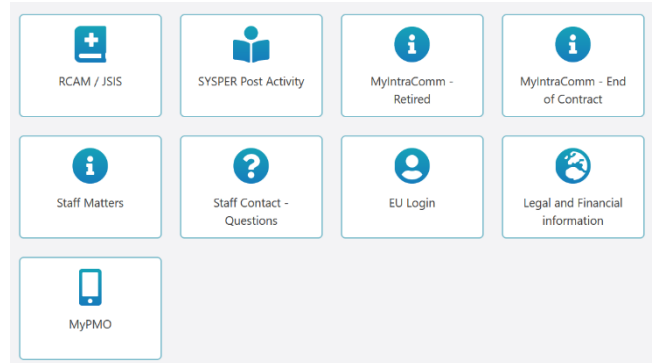 RCAM / JSIS
SYSPER Post Activity
MyIntraComm -
Retired
MyIntraComm - End
of Contract
Staff Matters
Staff Contact -
Questions
EU Login
Legal and Financial
information
MyPMO